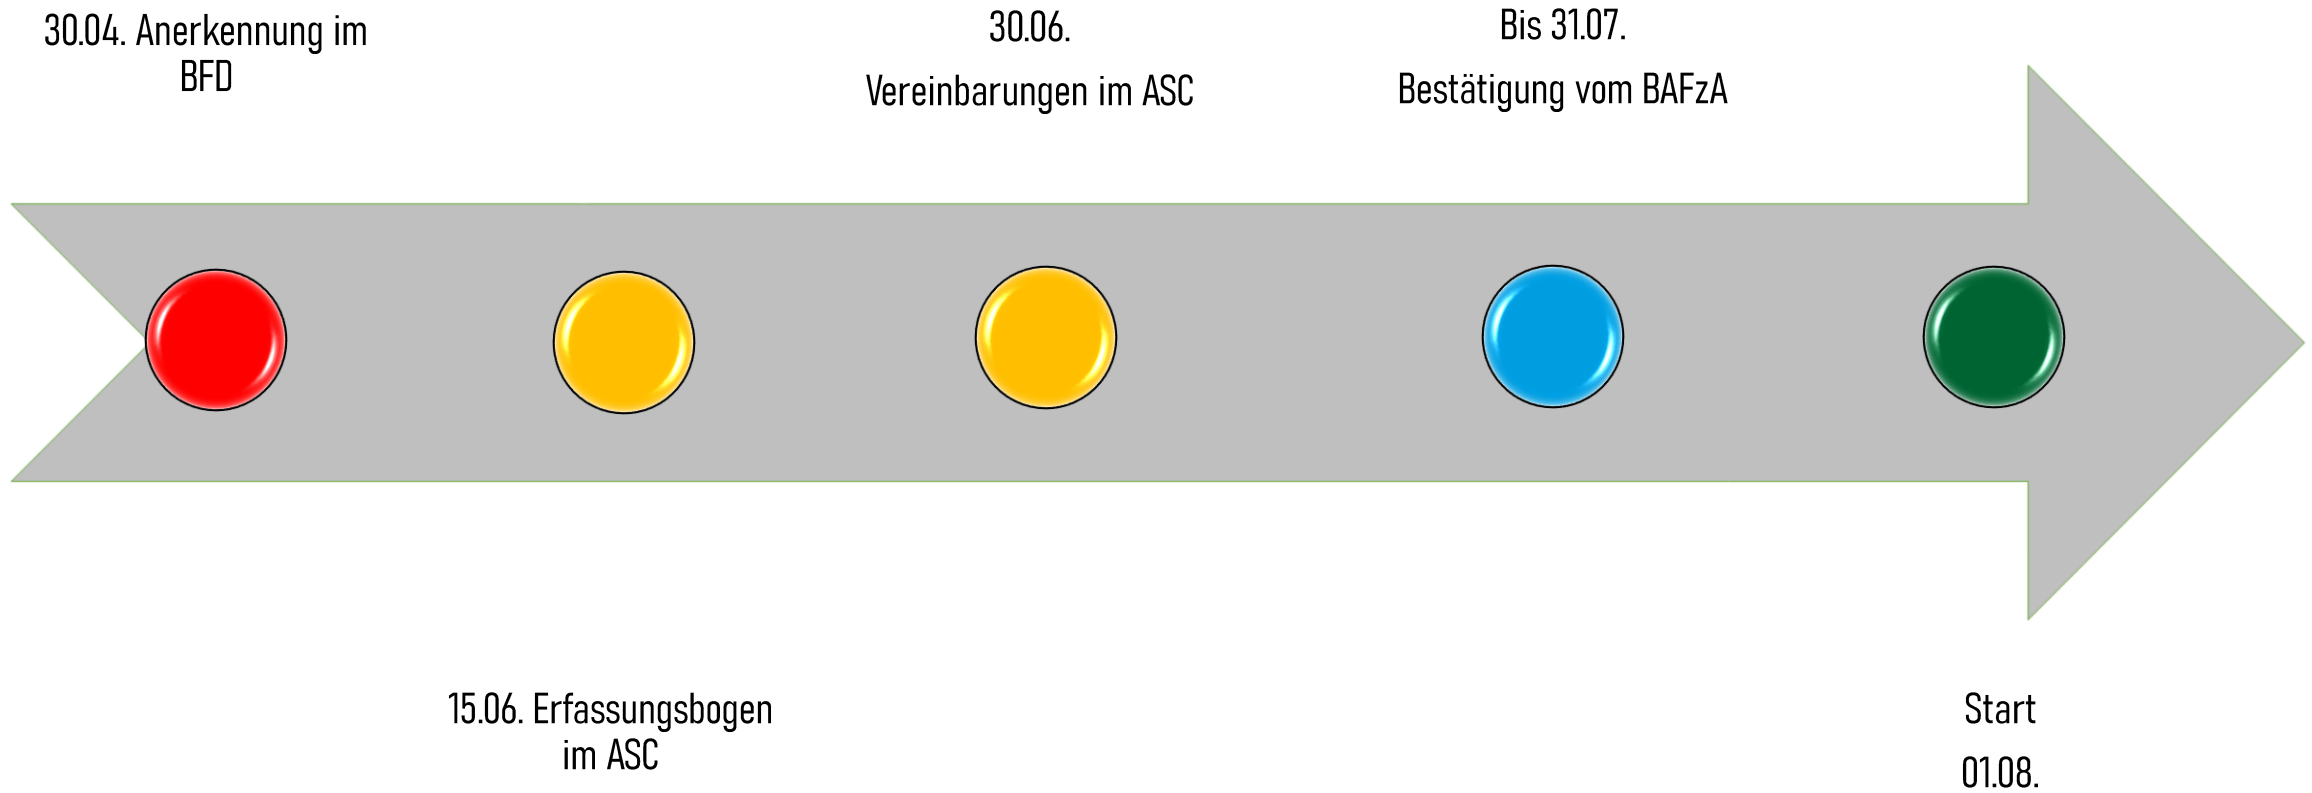 30.04. Anerkennung im
BFD
15.06. Erfassungsbogen
im ASC
30.06.
Vereinbarungen im ASC
Bis 31.07.
Bestätigung vom BAFzA
Start
01.08.